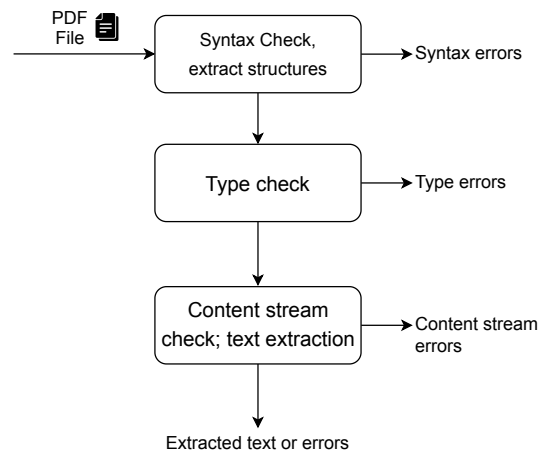 PDF
File
Syntax Check,
extract structures
Syntax errors
Type check
Type errors
Content stream
check; text extraction
Content stream
errors
Extracted text or errors